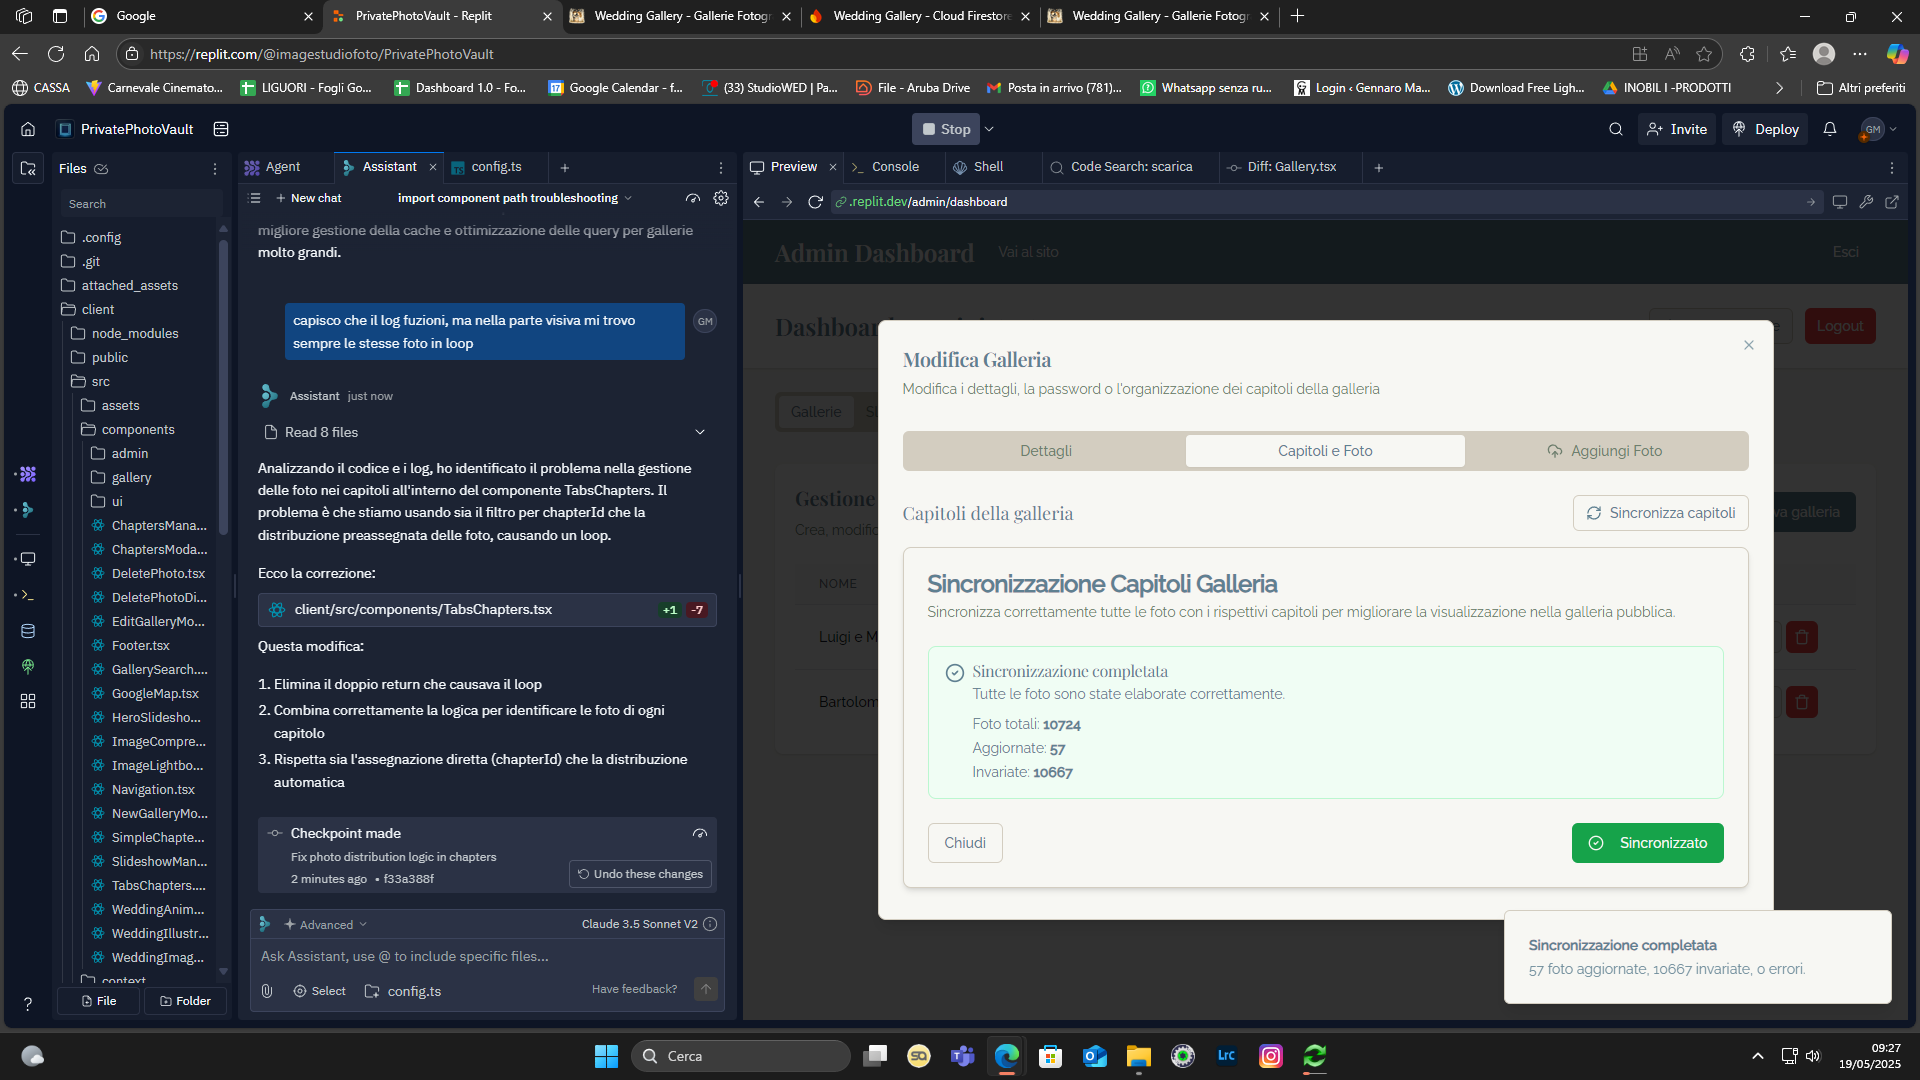 Google
PrivatePhotoVault - Replit
Wedding Gallery - Gallerie Fotogr
Wedding Gallery - Cloud Firestore
Wedding Gallery - Gallerie Fotogr
https://replit.com/@imagestudiofoto/PrivatePhotoVault
CASSA
Carnevale Cinemato...
LIGUORI - Fogli Go...
Dashboard 1.0 - Fo...
Google Calendar - f...
(33) StudioWED | Pa...
File - Aruba Drive
Posta in arrivo (781)...
Whatsapp senza ru...
Login ‹ Gennaro Ma...
Download Free Ligh...
INOBIL I -PRODOTTI
Altri preferiti
PrivatePhotoVault
Stop
Invite
Deploy
GM
Files
Search
.config
.git
attached_assets
client
node_modules
public
src
assets
components
admin
gallery
ui
ChaptersMana...
ChaptersModa...
DeletePhoto.tsx
DeletePhotoDi...
EditGalleryMo...
Footer.tsx
GallerySearch....
GoogleMap.tsx
HeroSlidesho...
ImageCompre...
ImageLightbo...
Navigation.tsx
NewGalleryMo...
SimpleChapte...
SlideshowMan...
TabsChapters....
WeddingAnim...
WeddingIllustr...
WeddingImag...
context
File
Folder
Agent
Assistant
config.ts
New chat
import component path troubleshooting
migliore gestione della cache e ottimizzazione delle query per gallerie
molto grandi.
capisco che il log fuzioni, ma nella parte visiva mi trovo
sempre le stesse foto in loop
GM
Assistant just now
Read 8 files
Analizzando il codice e i log, ho identificato il problema nella gestione
delle foto nei capitoli all'interno del componente TabsChapters. Il
problema è che stiamo usando sia il filtro per chapterId che la
distribuzione preassegnata delle foto, causando un loop.
Ecco la correzione:
client/src/components/TabsChapters.tsx +1 -7
Questa modifica:
1. Elimina il doppio return che causava il loop
2. Combina correttamente la logica per identificare le foto di ogni
capitolo
3. Rispetta sia l'assegnazione diretta (chapterId) che la distribuzione
automatica
Checkpoint made
Fix photo distribution logic in chapters
2 minutes ago • f33a388f
Undo these changes
Advanced
Claude 3.5 Sonnet V2
Ask Assistant, use @ to include specific files...
Select
config.ts
Have feedback?
Preview
Console
Shell
Code Search: scarica
Diff: Gallery.tsx
.replit.dev/admin/dashboard
Admin Dashboard
Vai al sito
Esci
Logout
Gallerie
Gestione
Crea, modific
NOME
Luigi e M
Bartolom
va galleria
Modifica Galleria
Modifica i dettagli, la password o l'organizzazione dei capitoli della galleria
Dettagli
Capitoli e Foto
Aggiungi Foto
Capitoli della galleria
Sincronizza capitoli
Sincronizzazione Capitoli Galleria
Sincronizza correttamente tutte le foto con i rispettivi capitoli per migliorare la visualizzazione nella galleria pubblica.
Sincronizzazione completata
Tutte le foto sono state elaborate correttamente.
Foto totali: 10724
Aggiornate: 57
Invariate: 10667
Chiudi
Sincronizzato
Sincronizzazione completata
57 foto aggiornate, 10667 invariate, 0 errori.
Cerca
Lrc
09:27
19/05/2025